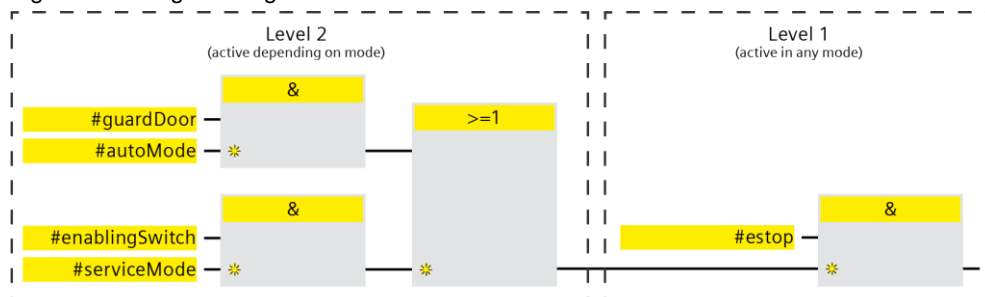 Level 2
(active depending on mode)
&
#guardDoor
#autoMode
>=1
&
#enablingSwitch
#serviceMode
Level 1
(active in any mode)
&
#estop